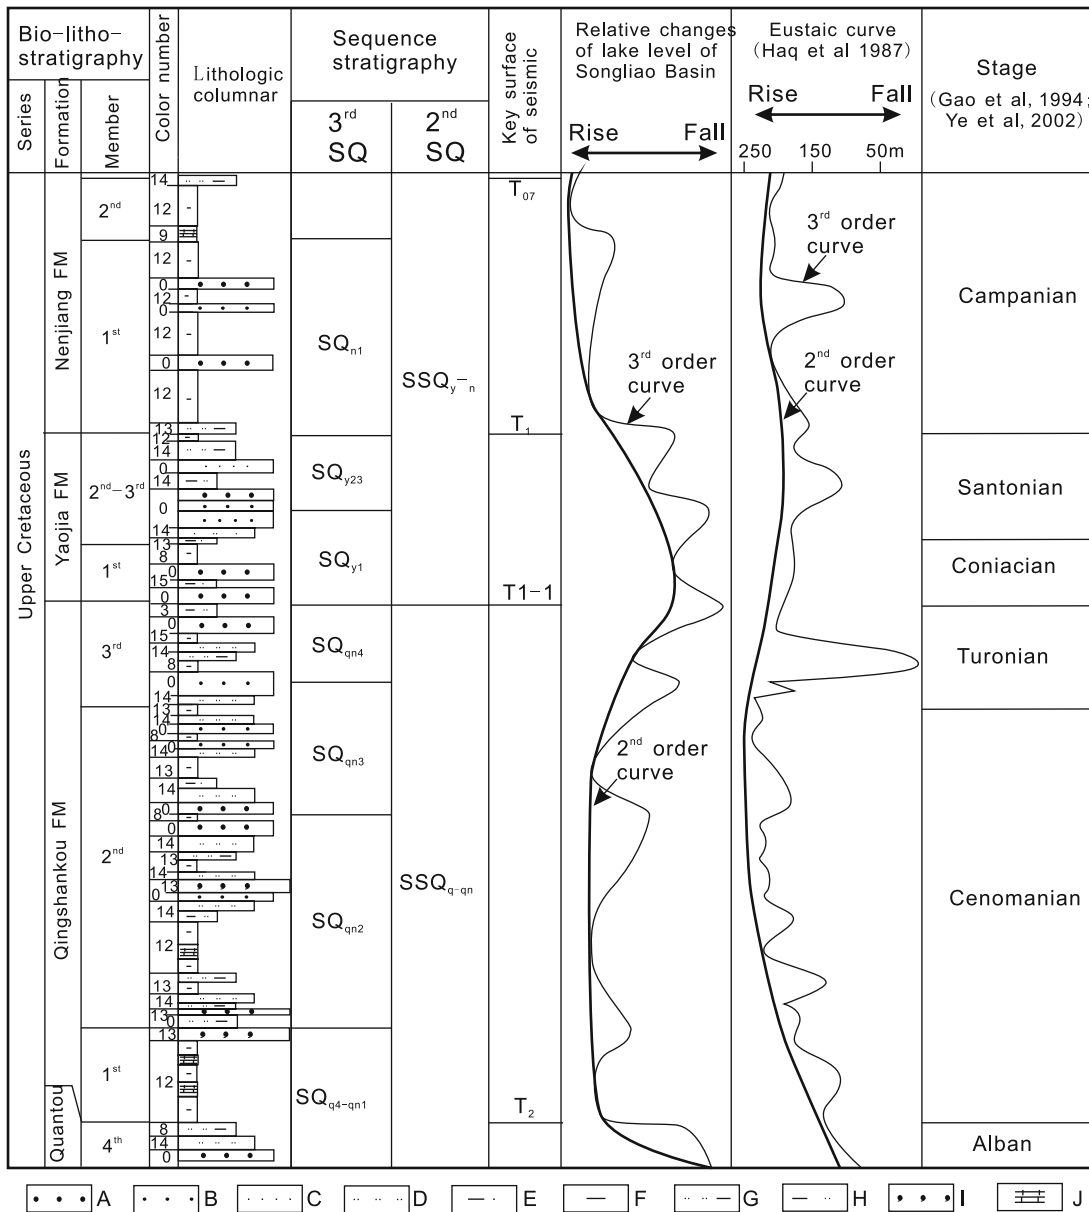 Bio-litho-
stratigraphy
Series
Formation
Member
Color number
Lithologic
columnar
Sequence
stratigraphy
3rd
SQ
2nd
SQ
Key surface
of seismic
Relative changes
of lake level of
Songliao Basin
Rise
Fall
Eustaic curve
(Haq et al 1987)
Rise
Fall
250
150
50m
Stage
(Gao et al, 1994;
Ye et al, 2002)
Upper Cretaceous
Nenjiang FM
Yaojia FM
Qingshankou FM
Quantou
2nd
1st
2nd-3rd
1st
3rd
2nd
1st
4th
14
12
9
12
0
12
0
12
0
12
13
12
14
0
14
0
14
13
8
0
15
0
3
0
15
14
8
0
14
13
14
0
8
0
14
13
14
0
8
0
14
13
14
13
0
14
12
13
14
13
0
13
12
8
14
0
SQn1
SQy23
SQy1
SQqn4
SQqn3
SQqn2
SQq4-qn1
SSQy-n
SSQq-qn
T07
T1
T1-1
T2
3rd order
curve
2nd order
curve
3rd order
curve
2nd order
curve
Campanian
Santonian
Coniacian
Turonian
Cenomanian
Alban
A
B
C
D
E
F
G
H
I
J